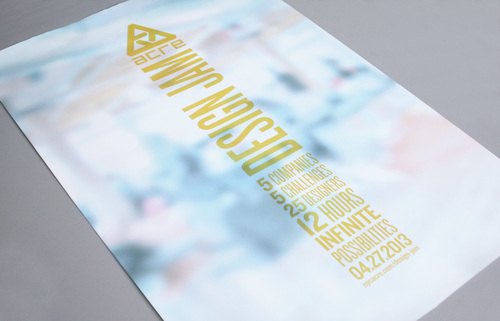 acre
DESIGN JAM
5 COMPANIES
5 CHALLENGES
25 DESIGNERS
12 HOURS
INFINITE
POSSIBILITIES
04.27.2013